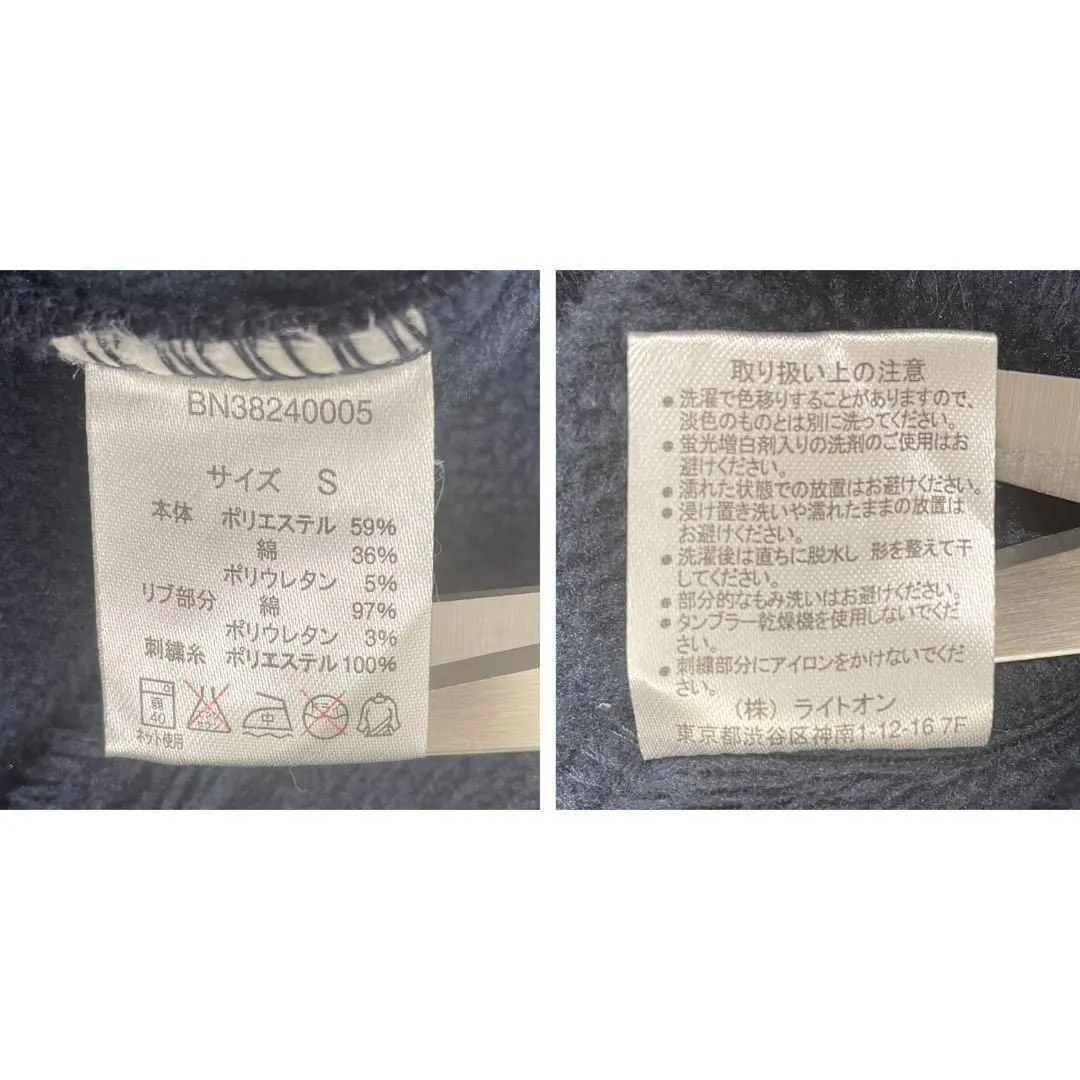 BN38240005
サイズ S
本体 ポリエステル 59%
綿 36%
ポリウレタン 5%
リブ部分 綿 97%
ポリウレタン 3%
刺繍糸 ポリエステル 100%
弱
40
中
ネット使用
取り扱い上の注意
●洗濯で色移りすることがありますので、
淡色のものとは別に洗ってください。
●蛍光増白剤入りの洗剤のご使用はお
避けください。
●濡れた状態での放置はお避けください。
●浸け置き洗いや濡れたままの放置は
お避けください。
●洗濯後は直ちに脱水し 形を整えて干
してください。
●部分的なもみ洗いはお避けください。
●タンブラー乾燥機を使用しないでくだ
さい。
●刺繍部分にアイロンをかけないでくだ
さい。
(株) ライトオン
東京都渋谷区神南1-12-16 7F